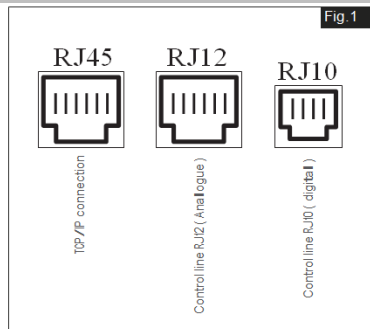 Fig.1
RJ45 RJ12 RJ10
TCP/IP connection
Control line RJ12 ( Analogue )
Control line RJ10 ( digital )